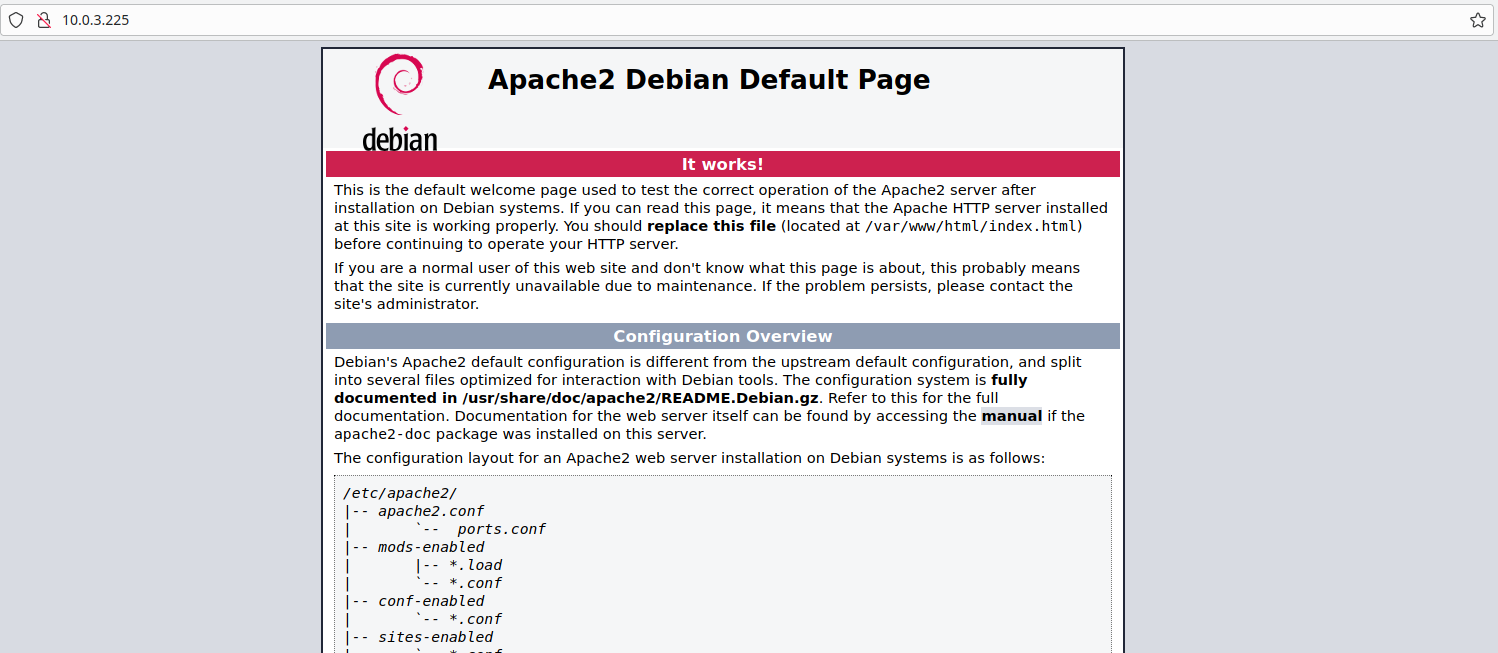 10.0.3.225
Apache2 Debian Default Page
debian
It works!
This is the default welcome page used to test the correct operation of the Apache2 server after
installation on Debian systems. If you can read this page, it means that the Apache HTTP server installed
at this site is working properly. You should replace this file (located at /var/www/html/index.html)
before continuing to operate your HTTP server.
If you are a normal user of this web site and don't know what this page is about, this probably means
that the site is currently unavailable due to maintenance. If the problem persists, please contact the
site's administrator.
Configuration Overview
Debian's Apache2 default configuration is different from the upstream default configuration, and split
into several files optimized for interaction with Debian tools. The configuration system is fully
documented in /usr/share/doc/apache2/README.Debian.gz. Refer to this for the full
documentation. Documentation for the web server itself can be found by accessing the manual if the
apache2-doc package was installed on this server.
The configuration layout for an Apache2 web server installation on Debian systems is as follows:
/etc/apache2/
|-- apache2.conf
|       `--  ports.conf
|-- mods-enabled
|       |-- *.load
|       `-- *.conf
|-- conf-enabled
|       `-- *.conf
|-- sites-enabled
|       `-- *.conf